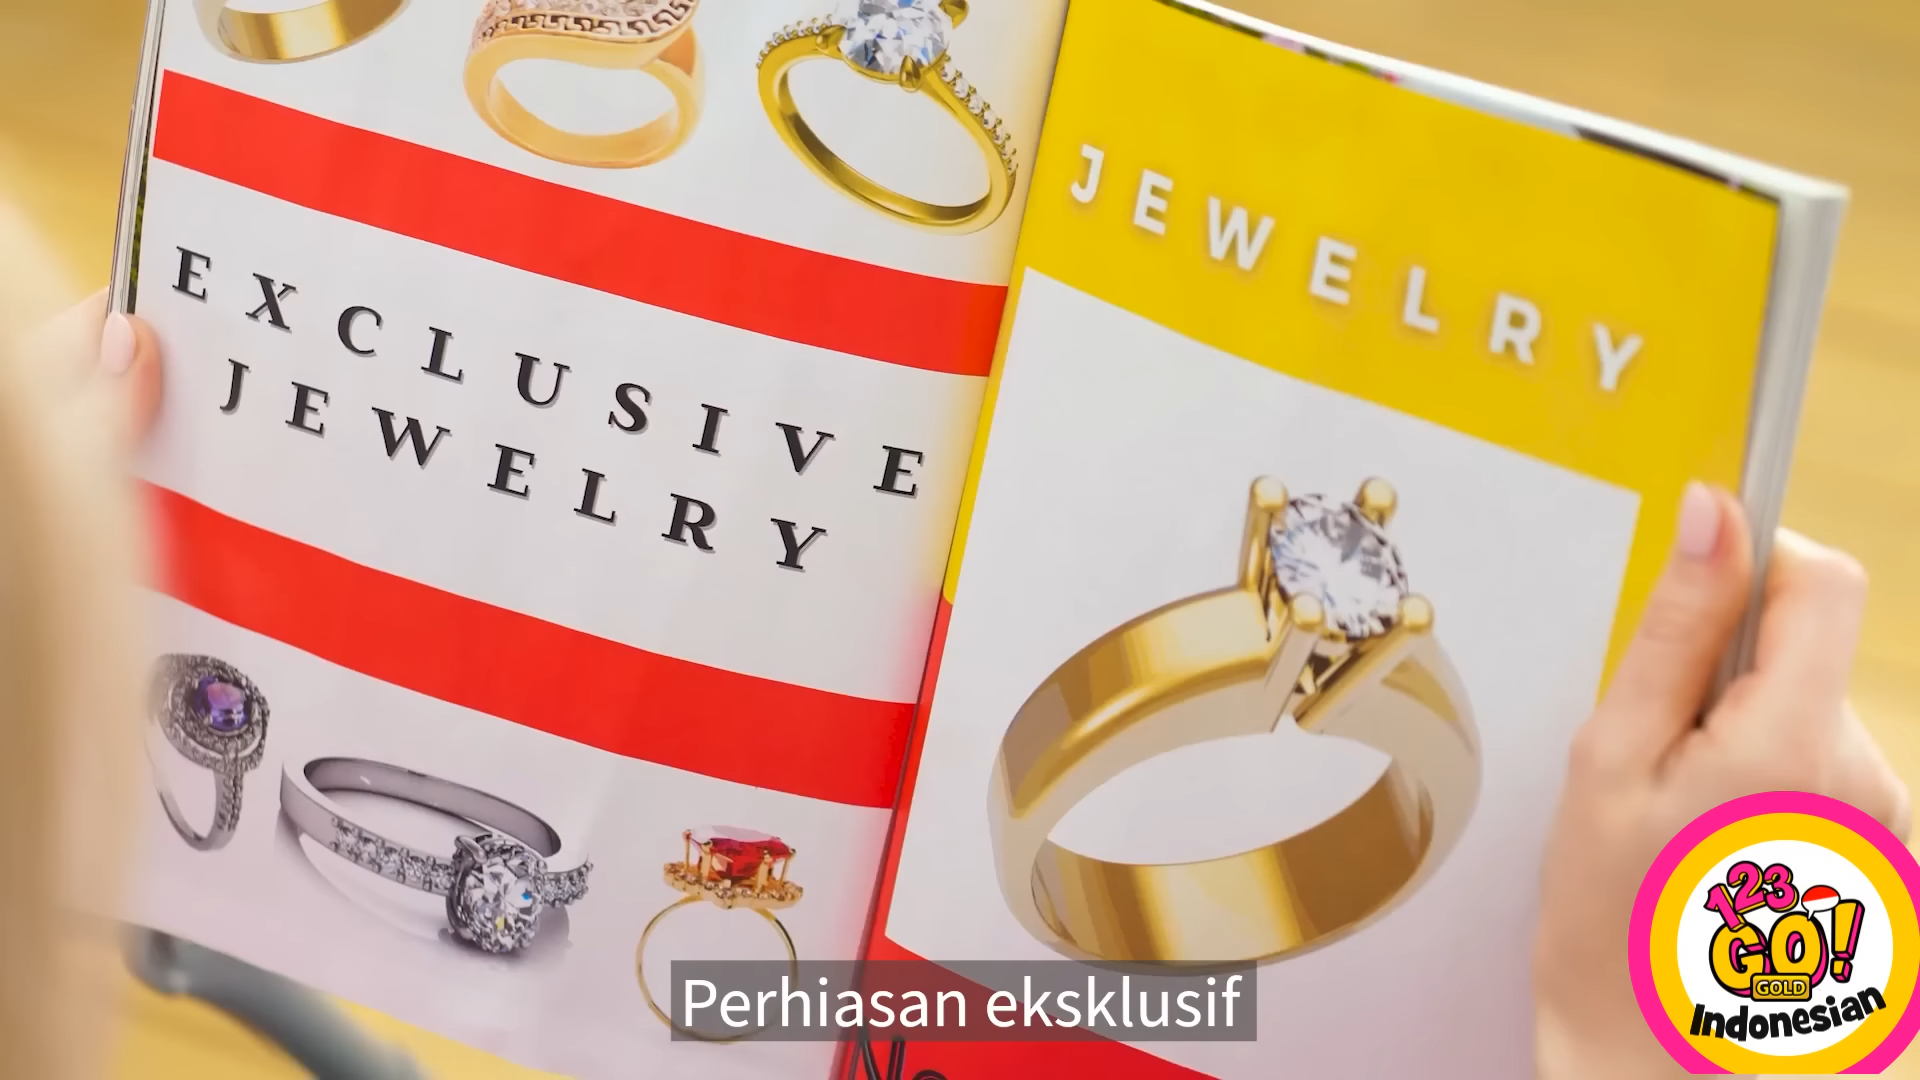 EXCLUSIVE
JEWELRY
JEWELRY
Perhiasan eksklusif
123
GO!
GOLD
Indonesian